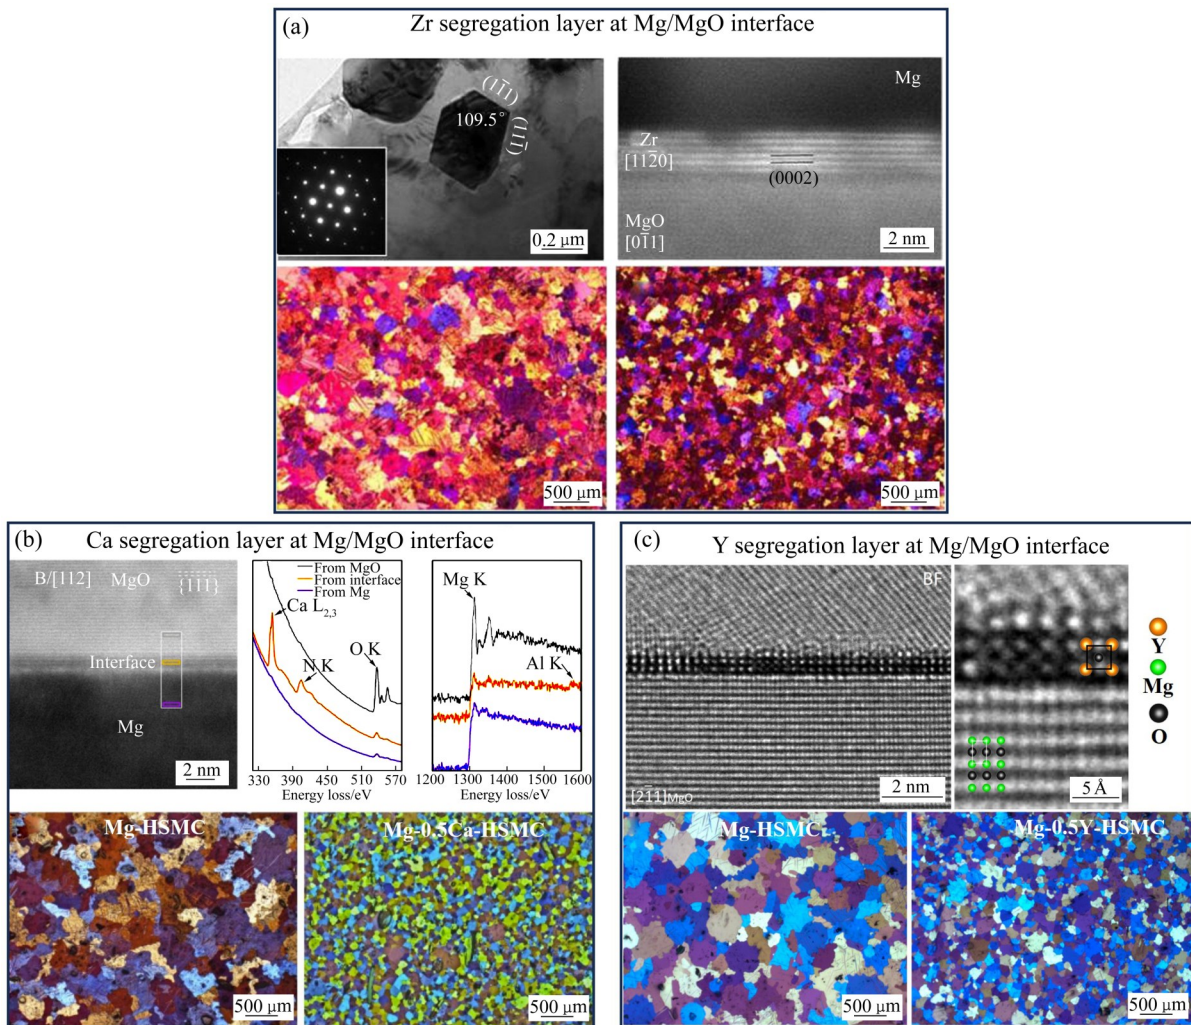 (a)
Zr segregation layer at Mg/MgO interface
(11̅1)
109.5°
(111̅)
0.2 μm
Mg
Zr
[112̅0]
(0002)
MgO
[01̅1]
2 nm
500 μm
500 μm
(b)
Ca segregation layer at Mg/MgO interface
B/[112]
MgO
{111}
Interface
Mg
2 nm
From MgO
From interface
From Mg
Ca L2,3
N K
O K
330 390 450 540 570
Energy loss/eV
Mg K
Al K
1200 1300 1400 1500 1600
Energy loss/eV
Mg-HSMC
500 μm
Mg-0.5Ca-HSMC
500 μm
(c)
Y segregation layer at Mg/MgO interface
BF
[21̅1]MgO
2 nm
5 Å
Y
Mg
O
Mg-HSMC
500 μm
Mg-0.5Y-HSMC
500 μm